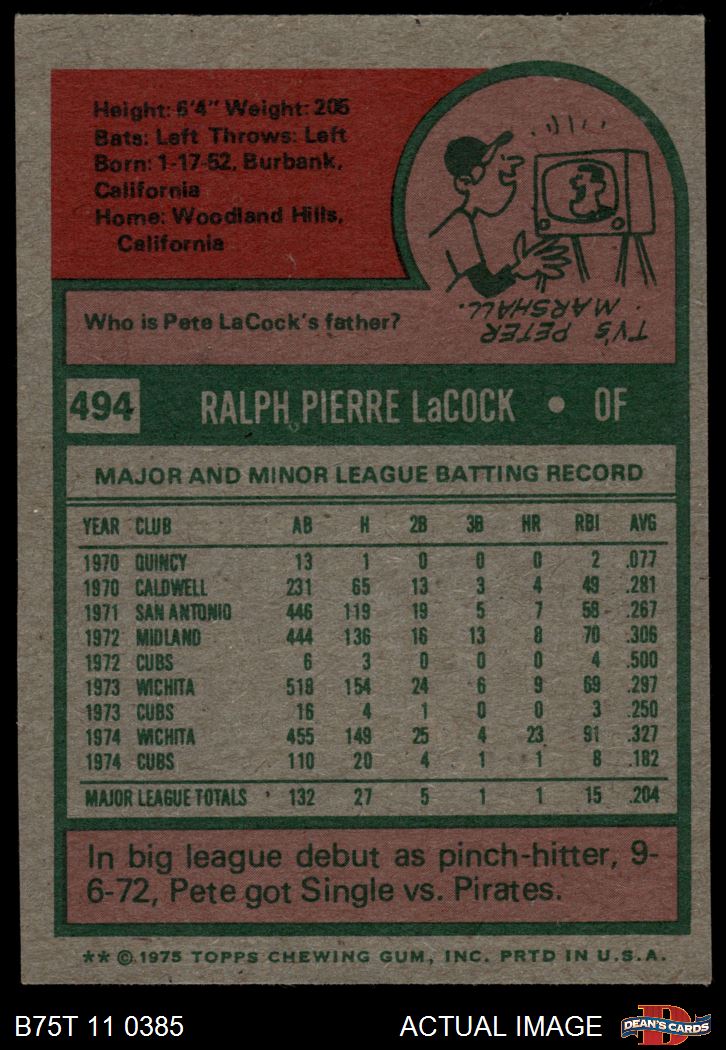 Height: 6'4" Weight: 205
Bats: Left Throws: Left
Born: 1-17-52, Burbank,
California
Home: Woodland Hills,
California
Who is Pete LaCock's father?
TV'S PETER
MARSHALL.
494 RALPH PIERRE LaCOCK • OF
MAJOR AND MINOR LEAGUE BATTING RECORD
YEAR CLUB AB H 2B 3B HR RBI AVG
1970 QUINCY 13 1 0 0 0 2 .077
1970 CALDWELL 231 65 13 3 4 49 .281
1971 SAN ANTONIO 446 119 19 5 7 58 .267
1972 MIDLAND 444 136 16 13 8 70 .306
1972 CUBS 6 3 0 0 0 4 .500
1973 WICHITA 518 154 24 6 9 69 .297
1973 CUBS 16 4 1 0 0 3 .250
1974 WICHITA 455 149 25 4 23 91 .327
1974 CUBS 110 20 4 1 1 8 .182
MAJOR LEAGUE TOTALS 132 27 5 1 1 15 .204
In big league debut as pinch-hitter, 9-
6-72, Pete got Single vs. Pirates.
** © 1975 TOPPS CHEWING GUM, INC. PRTD IN U.S.A.
B75T 11 0385 ACTUAL IMAGE D DEAN'S CARDS